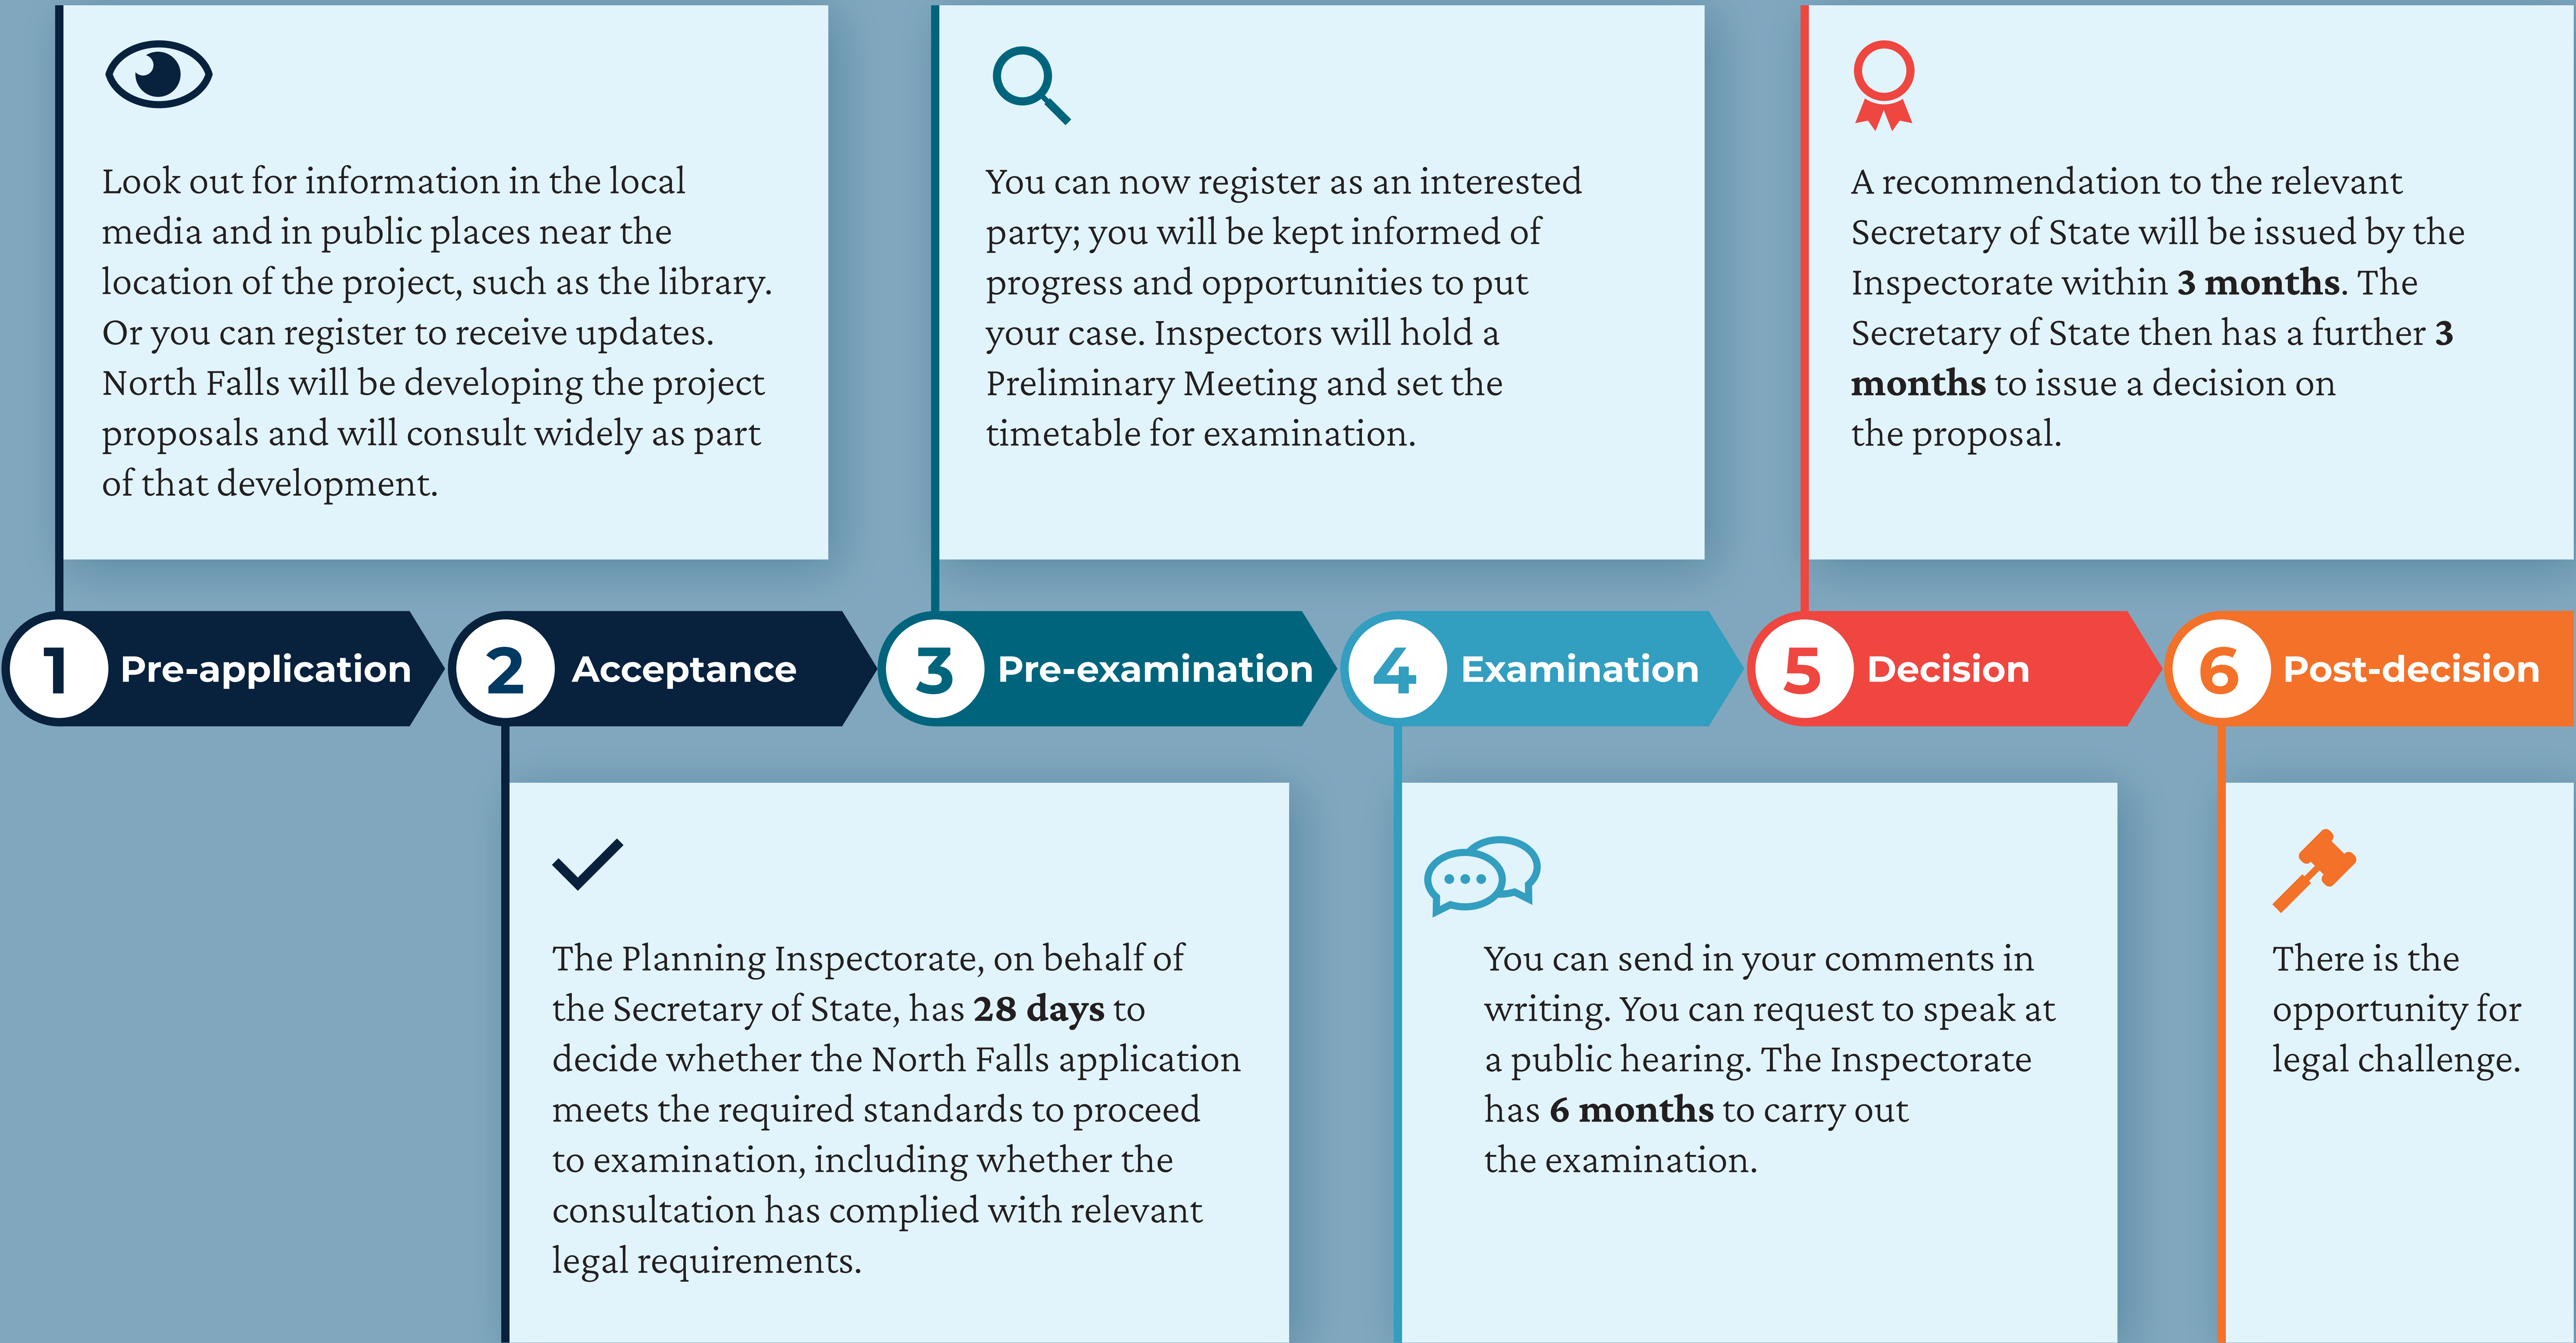 Look out for information in the local
media and in public places near the
location of the project, such as the library.
Or you can register to receive updates.
North Falls will be developing the project
proposals and will consult widely as part
of that development.
You can now register as an interested
party; you will be kept informed of
progress and opportunities to put
your case. Inspectors will hold a
Preliminary Meeting and set the
timetable for examination.
A recommendation to the relevant
Secretary of State will be issued by the
Inspectorate within 3 months. The
Secretary of State then has a further 3
months to issue a decision on
the proposal.
1 Pre-application
2 Acceptance
3 Pre-examination
4 Examination
5 Decision
6 Post-decision
The Planning Inspectorate, on behalf of
the Secretary of State, has 28 days to
decide whether the North Falls application
meets the required standards to proceed
to examination, including whether the
consultation has complied with relevant
legal requirements.
You can send in your comments in
writing. You can request to speak at
a public hearing. The Inspectorate
has 6 months to carry out
the examination.
There is the
opportunity for
legal challenge.